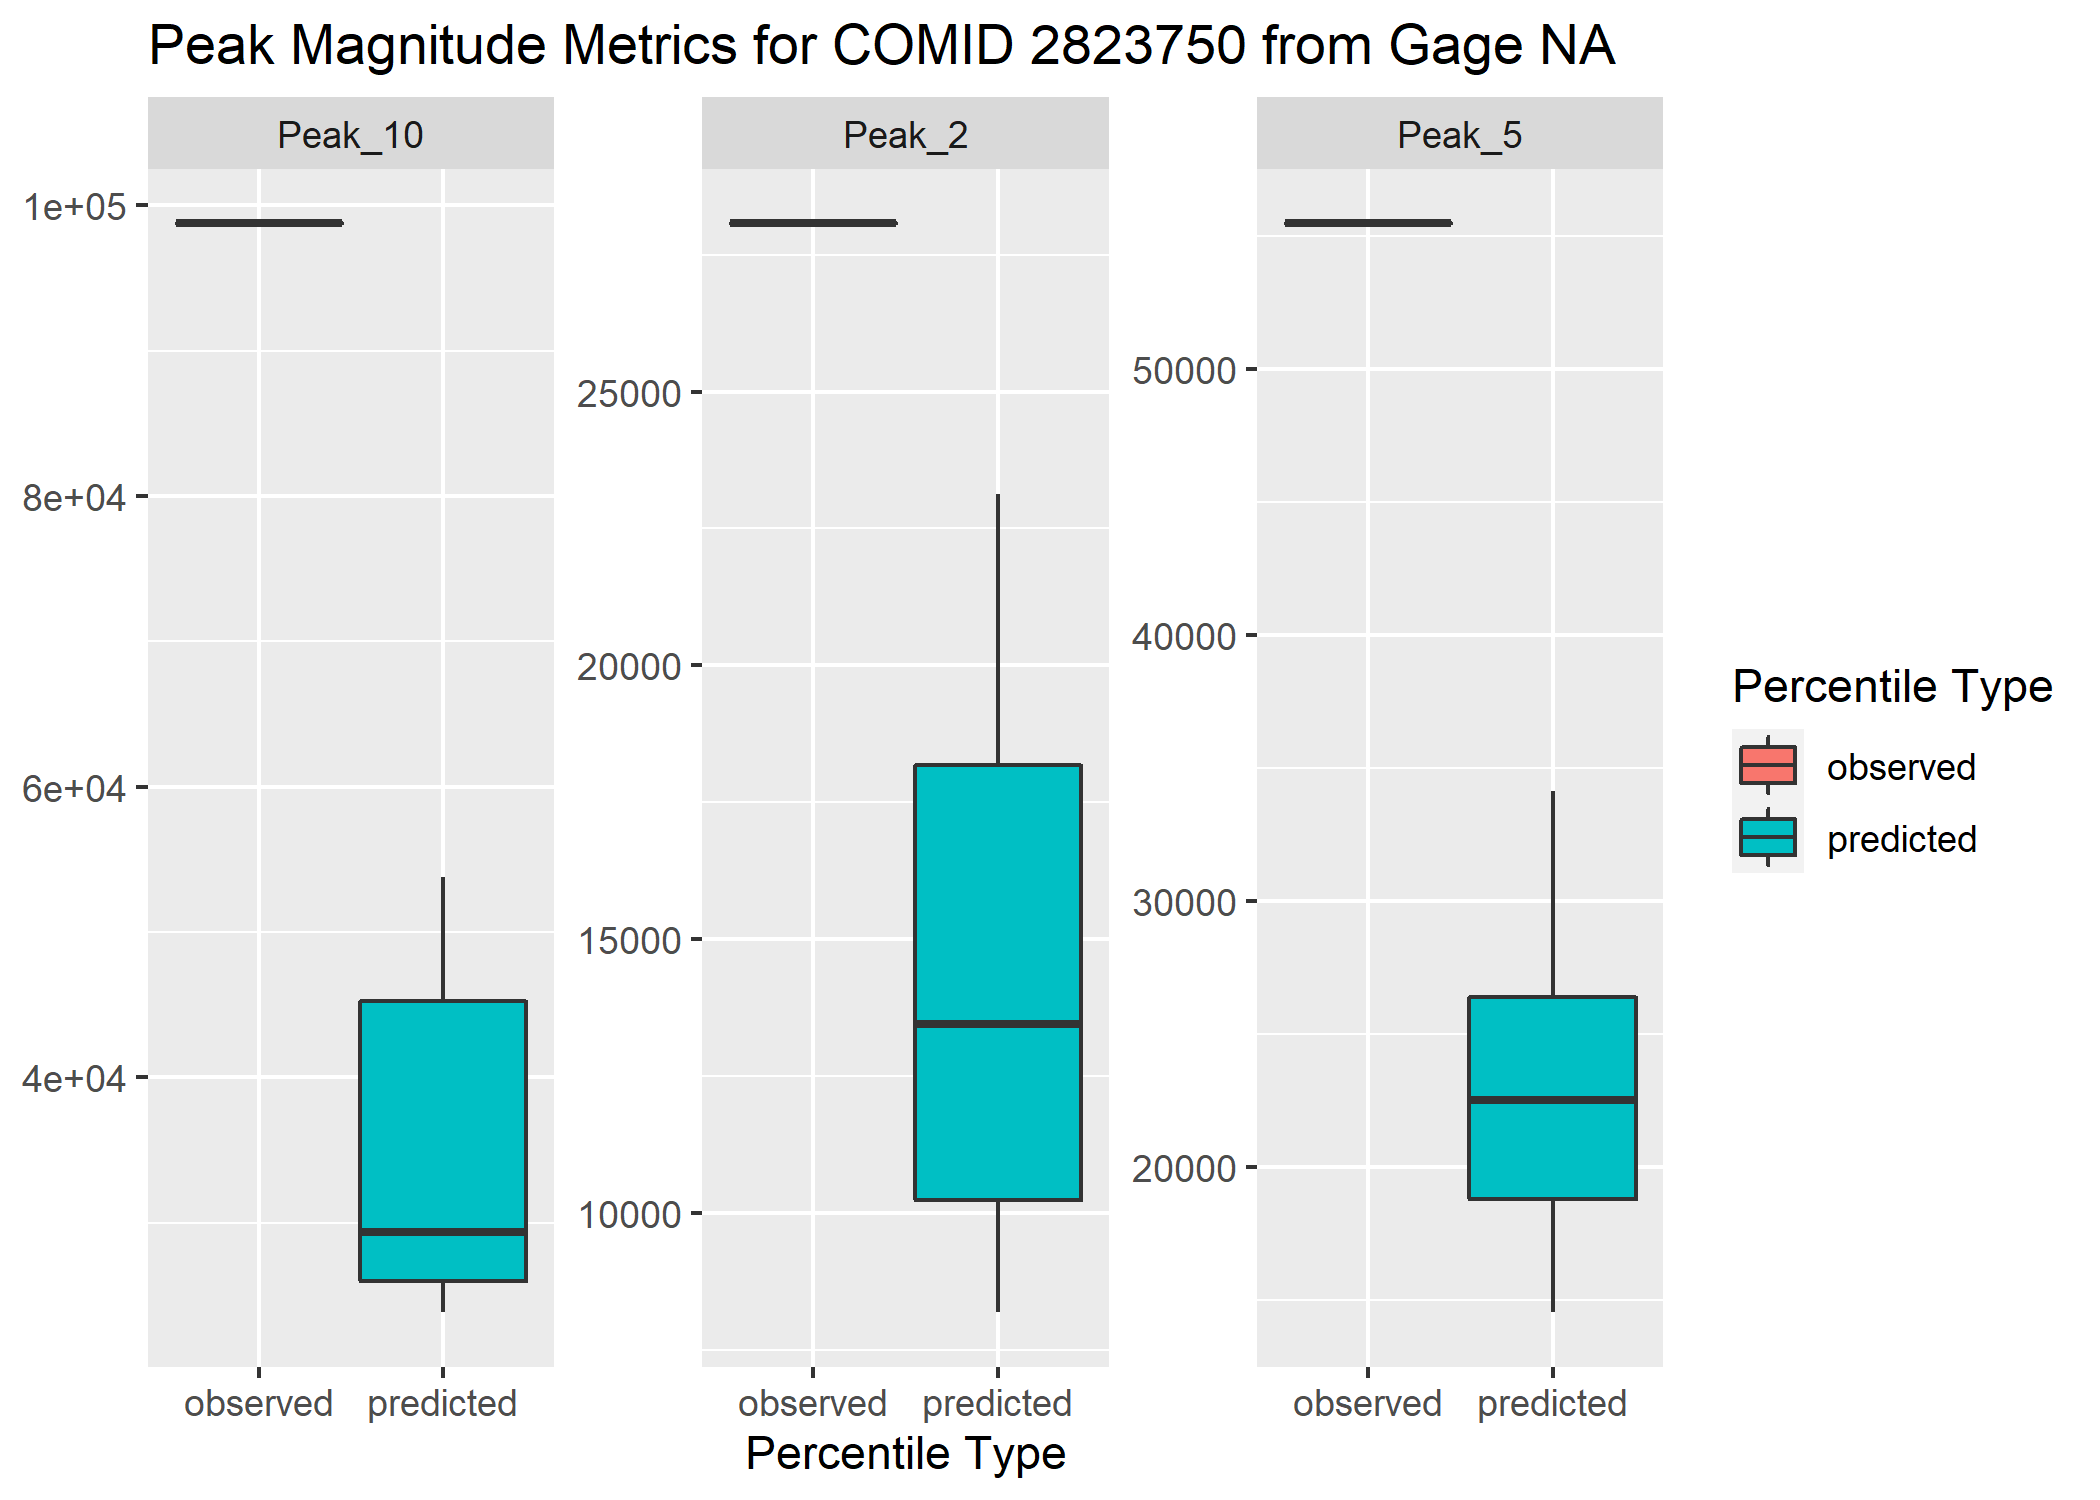 Peak Magnitude Metrics for COMID 2823750 from Gage NA
Peak_10
Peak_2
Peak_5
1e+05
8e+04
6e+04
4e+04
25000
20000
15000
10000
50000
40000
30000
20000
observed predicted
observed predicted
observed predicted
Percentile Type
Percentile Type
observed
predicted